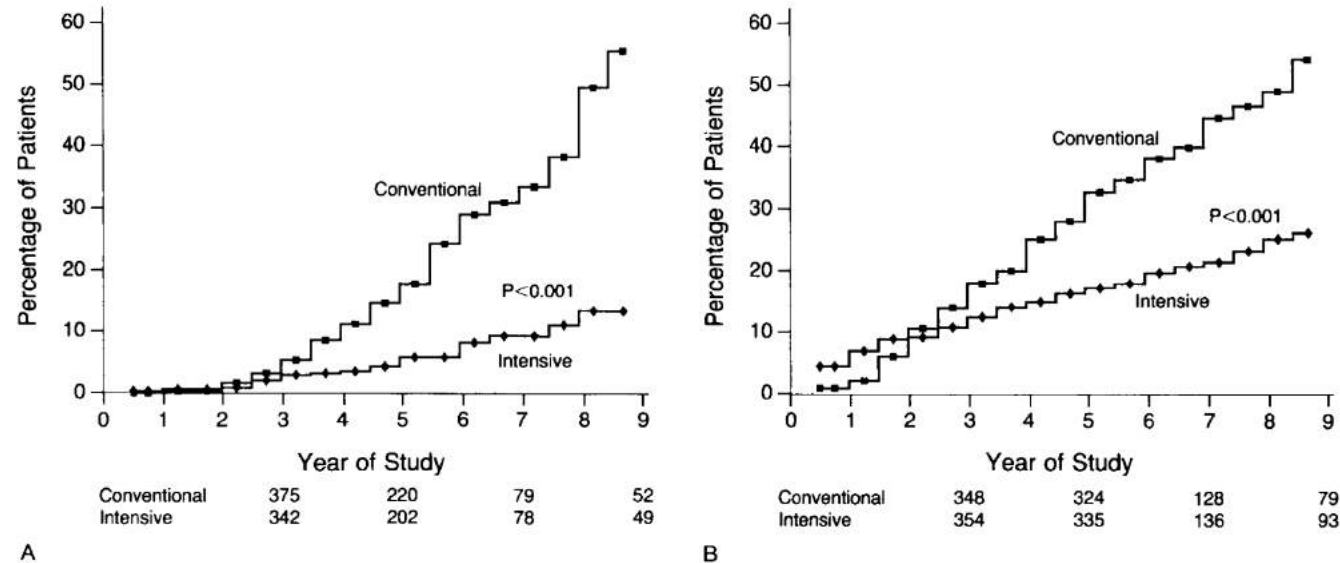 60
50
40
30
20
10
0
Percentage of Patients
Conventional
P<0.001
Intensive
0 1 2 3 4 5 6 7 8 9
Year of Study
Conventional 375 220 79 52
Intensive 342 202 78 49
A
60
50
40
30
20
10
0
Percentage of Patients
Conventional
P<0.001
Intensive
0 1 2 3 4 5 6 7 8 9
Year of Study
Conventional 348 324 128 79
Intensive 354 335 136 93
B